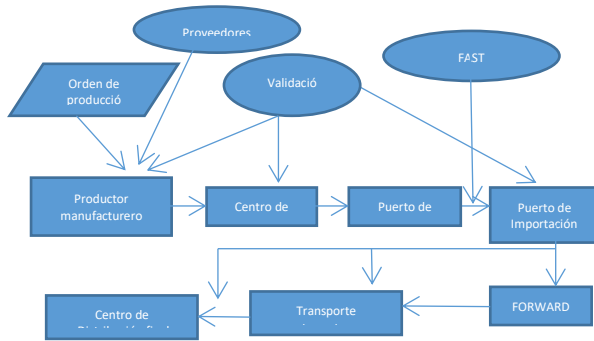 Proveedores
FAST
Orden de
producció
Validació
Productor
manufacturero
Centro de
Puerto de
Puerto de
Importación
Centro de
Transporte
FORWARD